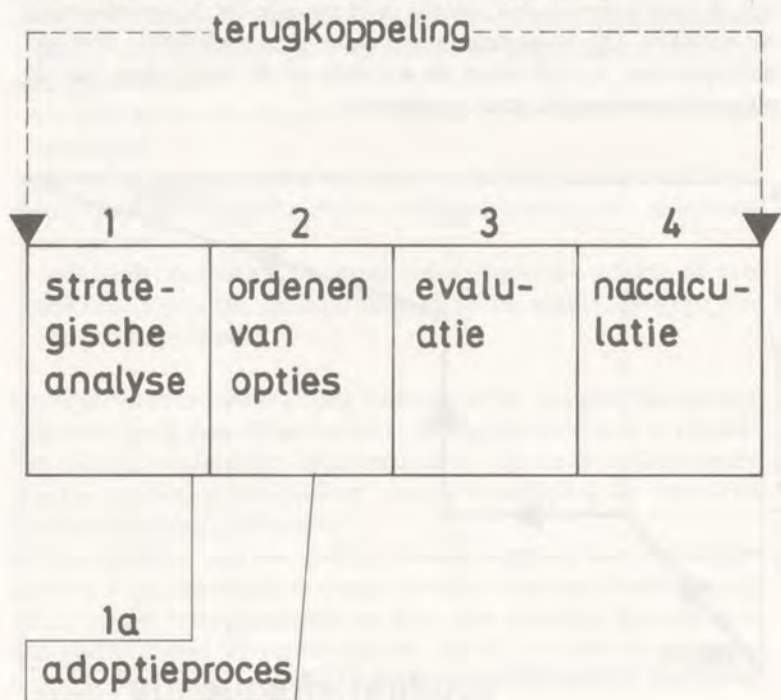 terugkoppeling
1 2 3 4
strate-
gische
analyse
ordenen
van
opties
evalu-
atie
nacalcu-
latie
1a
adoptieproces